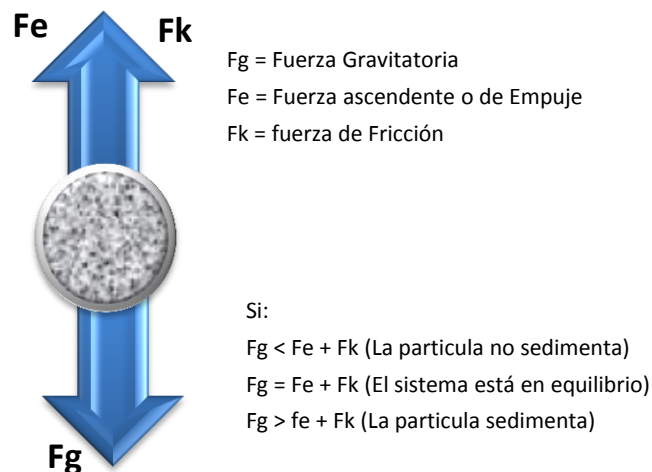 Fe
Fk
Fg = Fuerza Gravitatoria
Fe = Fuerza ascendente o de Empuje
Fk = fuerza de Fricción
Si:
Fg < Fe + Fk (La particula no sedimenta)
Fg = Fe + Fk (El sistema está en equilibrio)
Fg > fe + Fk (La particula sedimenta)
Fg